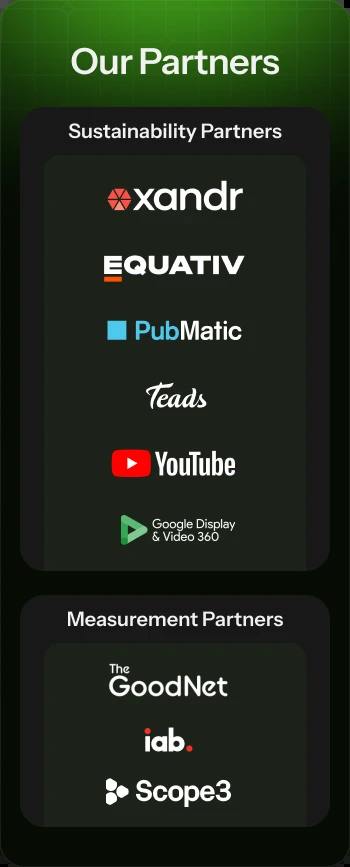 Our Partners
Sustainability Partners
xandr
EQUATIV
PubMatic
Teads
YouTube
Google Display
& Video 360
Measurement Partners
The
GoodNet
iab.
Scope3